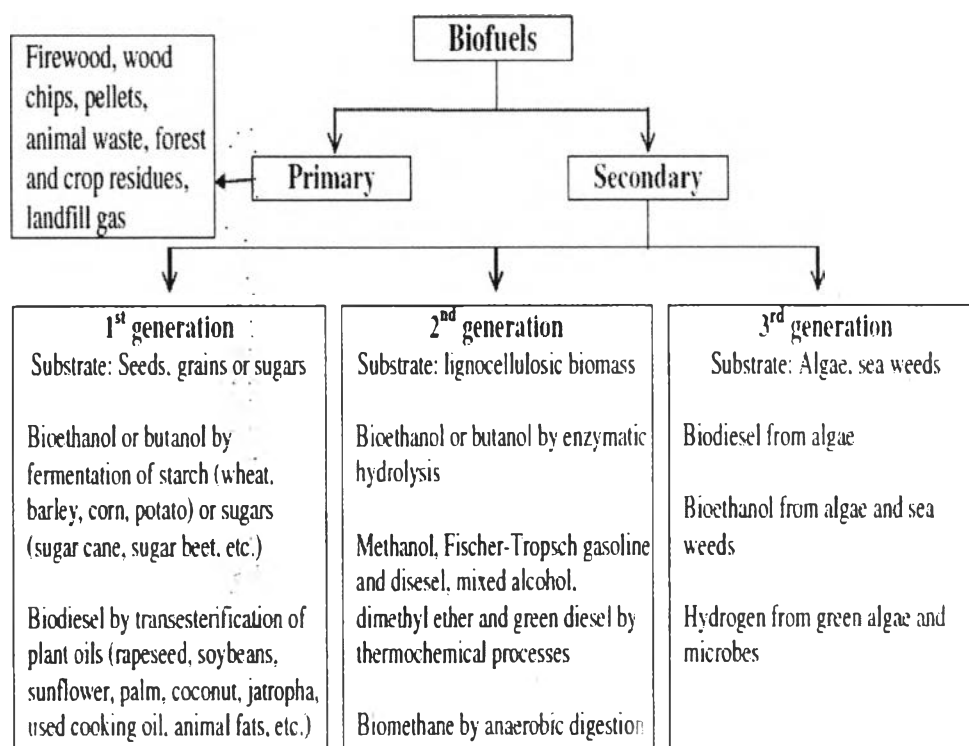 Biofuels
Firewood, wood
chips, pellets,
animal waste, forest
and crop residues,
landfill gas
Primary
Secondary
1st generation
Substrate: Seeds, grains or sugars
Bioethanol or butanol by
fermentation of starch (wheat,
barley, corn, potato) or sugars
(sugar cane, sugar beet, etc.)
Biodiesel by transesterification of
plant oils (rapeseed, soybeans,
sunflower, palm, coconut, jatropha,
used cooking oil, animal fats, etc.)
2nd generation
Substrate: lignocellulosic biomass
Bioethanol or butanol by enzymatic
hydrolysis
Methanol, Fischer-Tropsch gasoline
and disesel, mixed alcohol,
dimethyl ether and green diesel by
thermochemical processes
Biomethane by anaerobic digestion
3rd generation
Substrate: Algae, sea weeds
Biodiesel from algae
Bioethanol from algae and sea
weeds
Hydrogen from green algae and
microbes